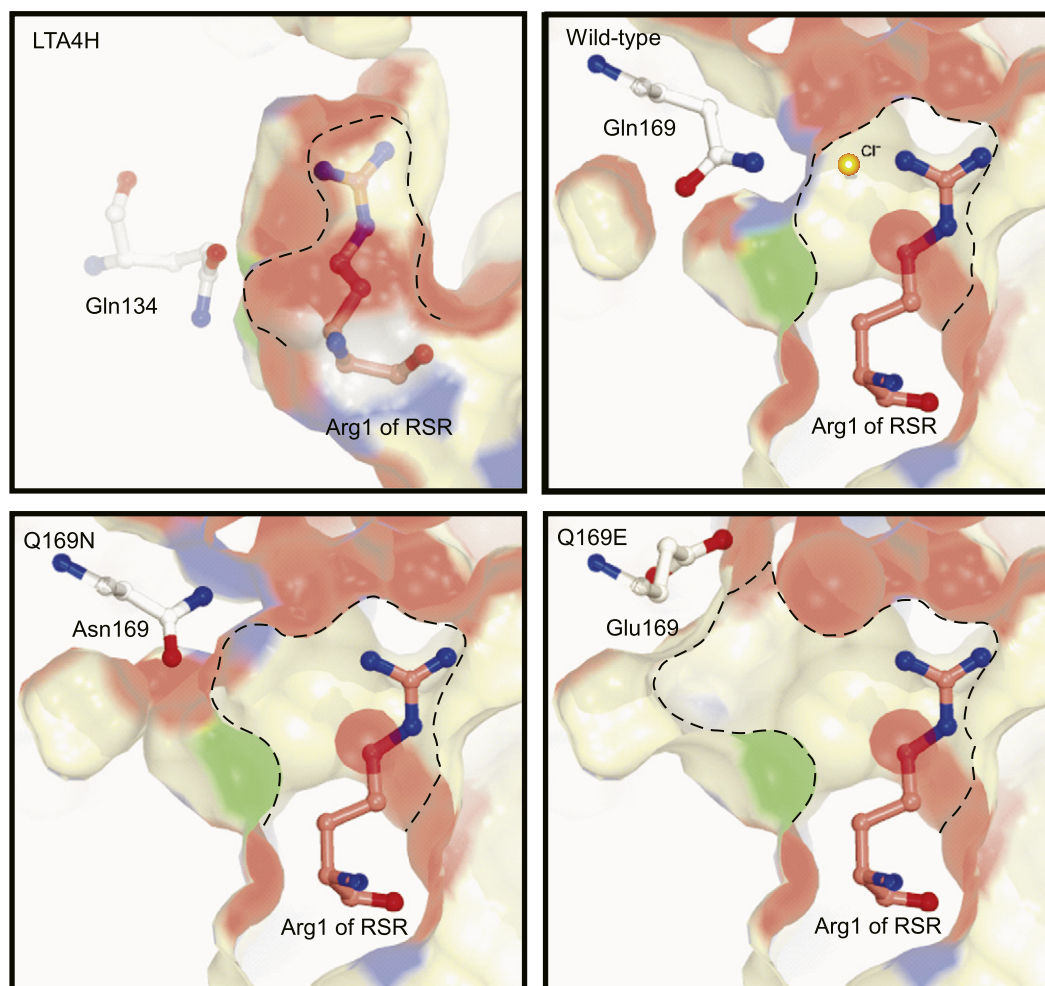 LTA4H
Gln134
Arg1 of RSR
Wild-type
Gln169
Cl⁻
Arg1 of RSR
Q169N
Asn169
Arg1 of RSR
Q169E
Glu169
Arg1 of RSR